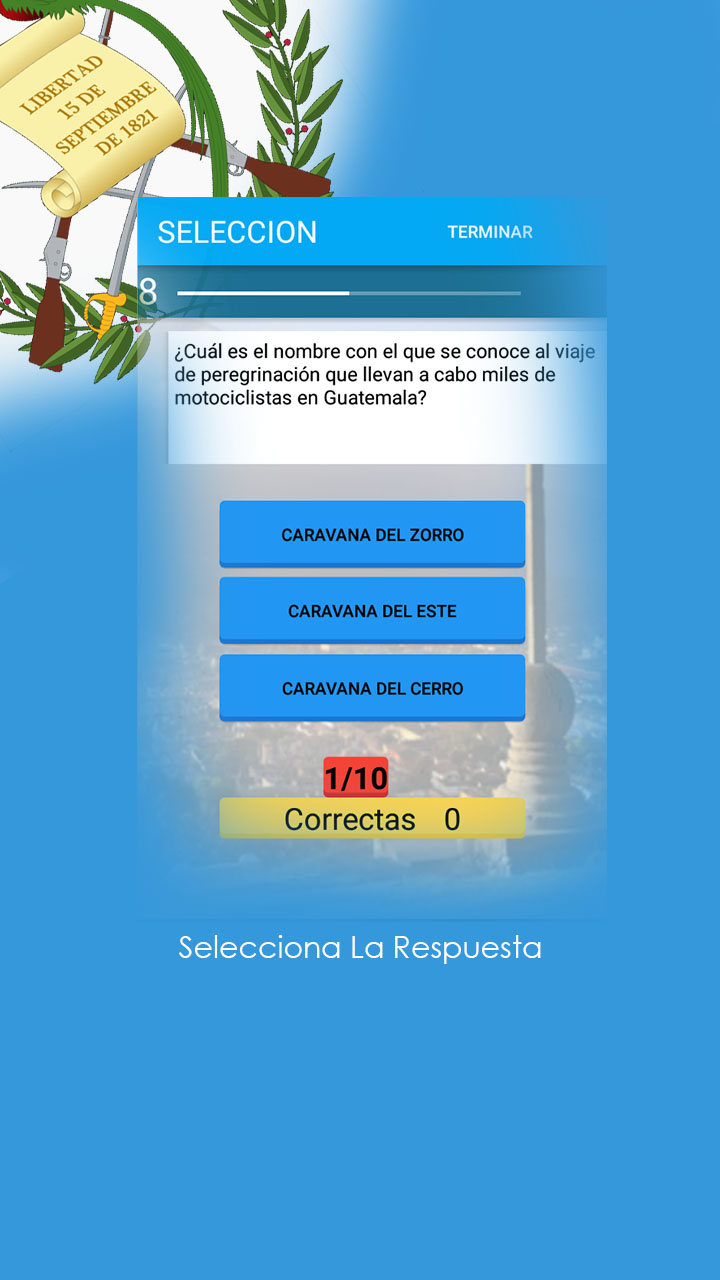 LIBERTAD
15 DE
SEPTIEMBRE
DE 1821
SELECCION
TERMINAR
8
¿Cuál es el nombre con el que se conoce al viaje
de peregrinación que llevan a cabo miles de
motociclistas en Guatemala?
CARAVANA DEL ZORRO
CARAVANA DEL ESTE
CARAVANA DEL CERRO
1/10
Correctas 0
Selecciona La Respuesta